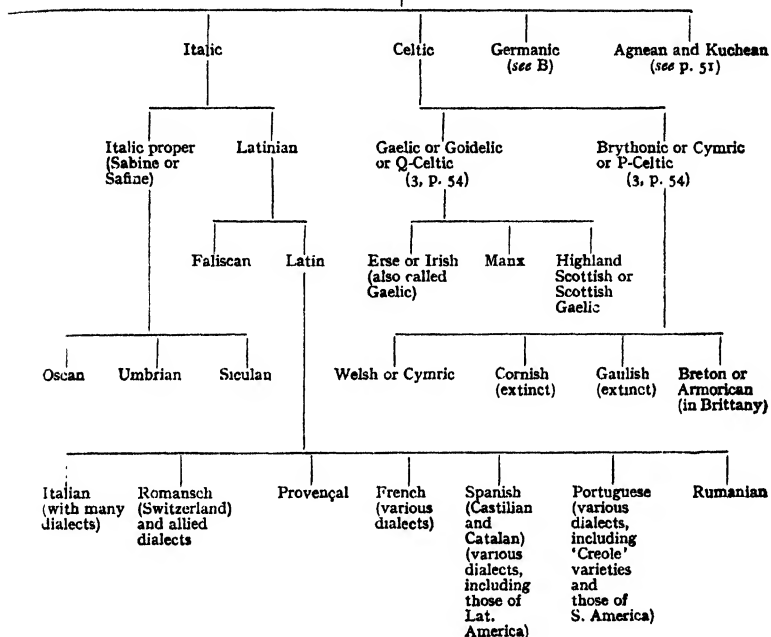 Italic
Celtic
Germanic
(see B)
Agnean and Kuchean
(see p. 51)
Italic proper
(Sabine or
Safine)
Latinian
Gaelic or Goidelic
or Q-Celtic
(3, p. 54)
Brythonic or Cymric
or P-Celtic
(3, p. 54)
Faliscan
Latin
Erse or Irish
(also called
Gaelic)
Manx
Highland
Scottish or
Scottish
Gaelic
Oscan
Umbrian
Siculan
Welsh or Cymric
Cornish
(extinct)
Gaulish
(extinct)
Breton or
Armorican
(in Brittany)
Italian
(with many
dialects)
Romansch
(Switzerland)
and allied
dialects
Provençal
French
(various
dialects)
Spanish
(Castilian
and
Catalan)
(various
dialects,
including
those of
Lat.
America)
Portuguese
(various
dialects,
including
'Creole'
varieties
and
those of
S. America)
Rumanian